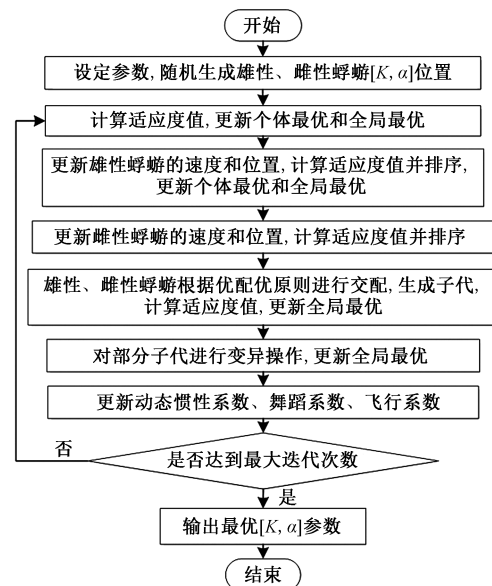 开始
设定参数, 随机生成雄性、雌性蜉蝣[K, α]位置
计算适应度值, 更新个体最优和全局最优
更新雄性蜉蝣的速度和位置, 计算适应度值并排序,
更新个体最优和全局最优
更新雌性蜉蝣的速度和位置, 计算适应度值并排序
雄性、雌性蜉蝣根据优配优原则进行交配, 生成子代,
计算适应度值, 更新全局最优
对部分子代进行变异操作, 更新全局最优
更新动态惯性系数、舞蹈系数、飞行系数
否
是否达到最大迭代次数
是
输出最优[K, α]参数
结束